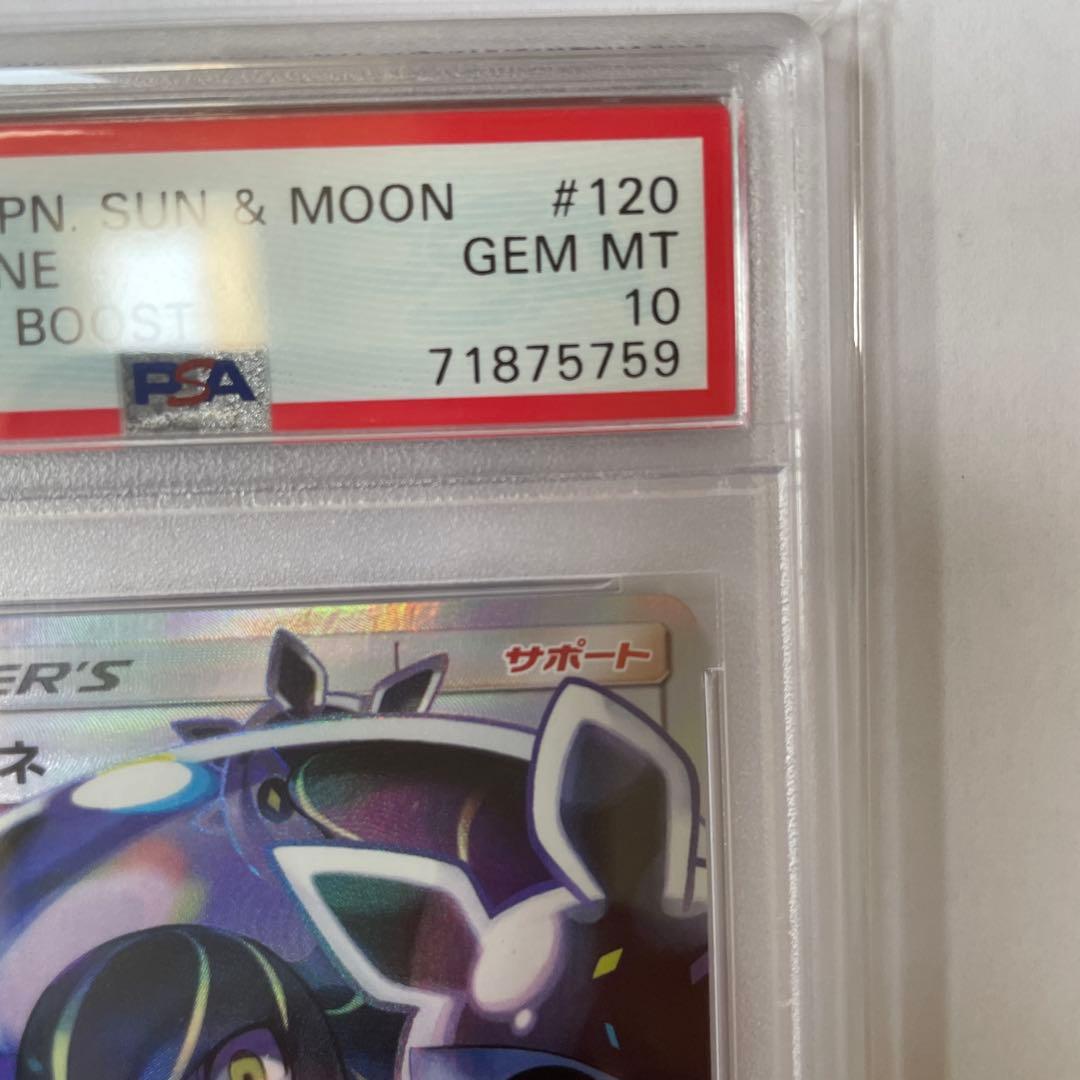 PN. SUN & MOON #120
NE GEM MT
BOOST 10
PSA 71875759
ER'S サポート
ネ